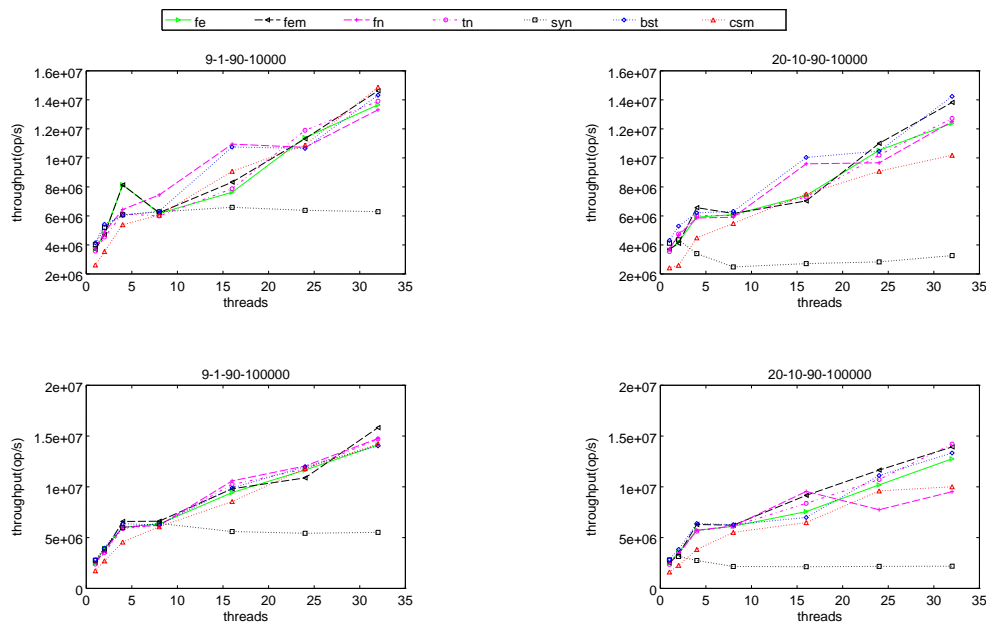 fe fem fn tn syn bst csm
9-1-90-10000
1.6e+07
1.4e+07
1.2e+07
1e+07
8e+06
6e+06
4e+06
2e+06
throughput(op/s)
0 5 10 15 20 25 30 35
threads
20-10-90-10000
1.6e+07
1.4e+07
1.2e+07
1e+07
8e+06
6e+06
4e+06
2e+06
throughput(op/s)
0 5 10 15 20 25 30 35
threads
9-1-90-100000
2e+07
1.5e+07
1e+07
5e+06
0
throughput(op/s)
0 5 10 15 20 25 30 35
threads
20-10-90-100000
2e+07
1.5e+07
1e+07
5e+06
0
throughput(op/s)
0 5 10 15 20 25 30 35
threads